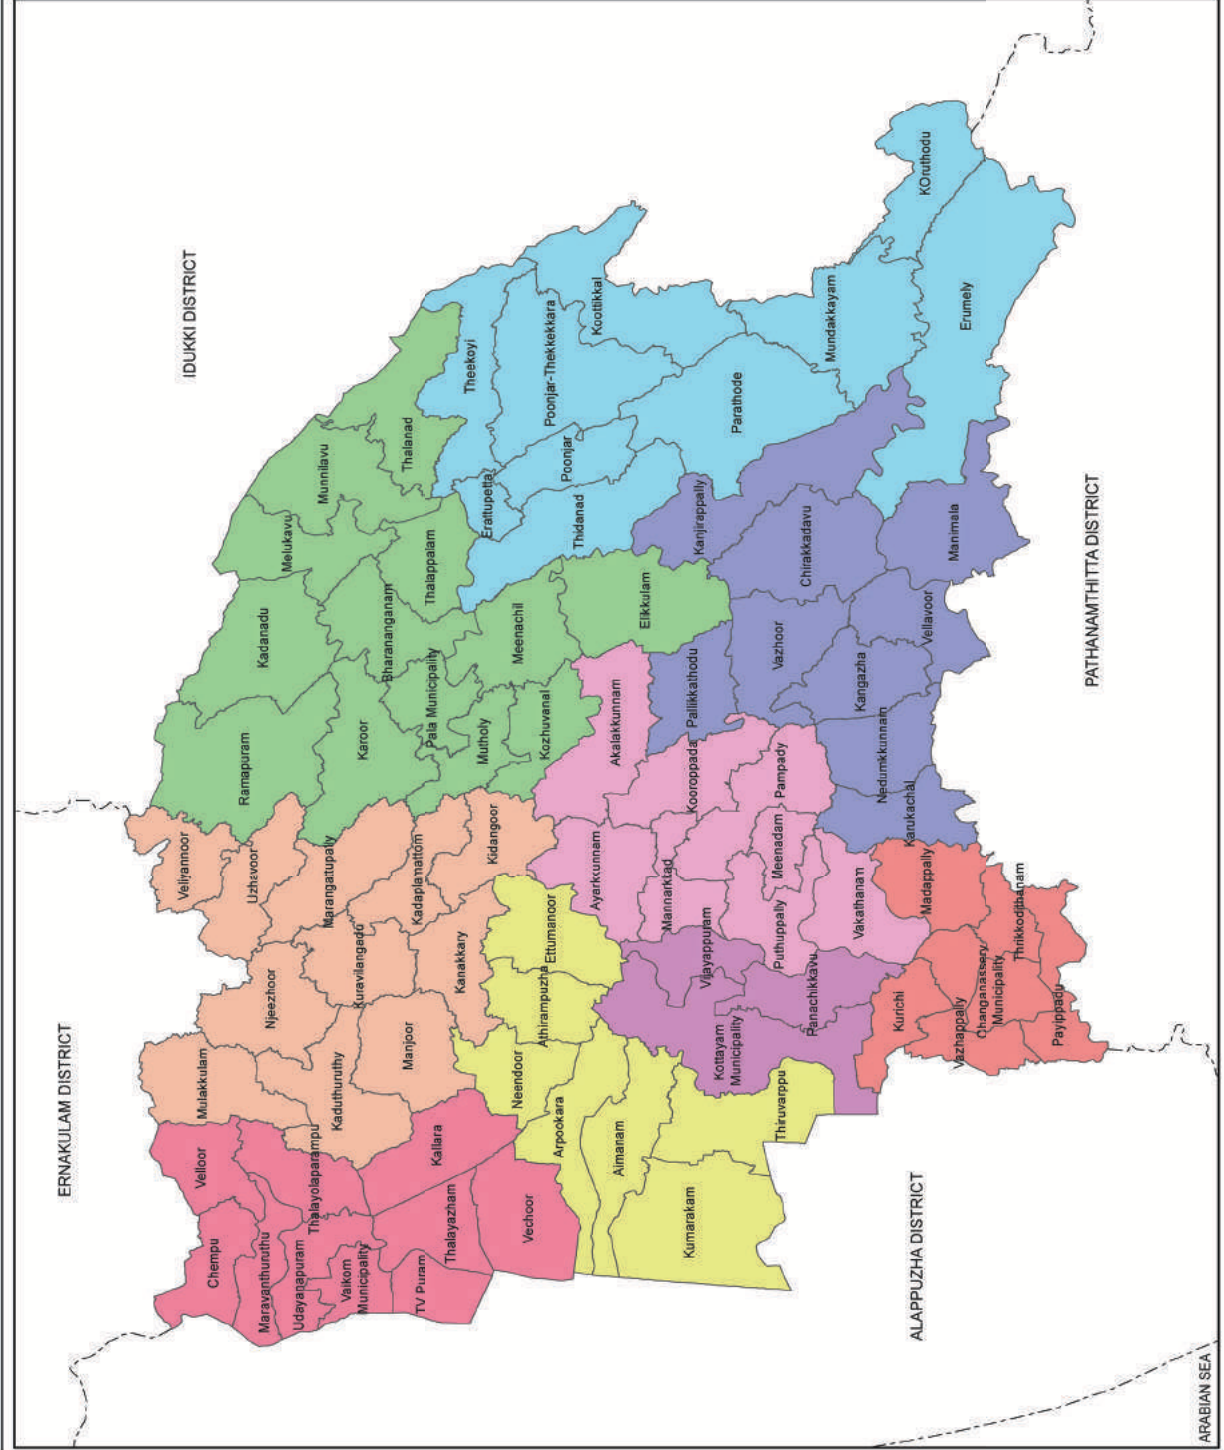 ERNAKULAM DISTRICT
IDUKKI DISTRICT
Chempu
Velloor
Mulakkulam
Maravanthuruthu
Udayanapuram
Thalayolaparampu
Vaikom
Municipality
TV Puram
Thalayazham
Kallara
Vechoor
Kaduthuruthy
Njeezhoor
Manjoor
Veliyannoor
Uzhavoor
Marangattupally
Kuravilangadu
Kadaplamattom
Kanakkary
Kidangoor
Ramapuram
Kadanadu
Melukavu
Munnilavu
Thalanad
Karoor
Bharananganam
Thalappalam
Pala Municipality
Mutholy
Meenachil
Kozhuvanal
Elikkulam
Theekoyi
Erattupetta
Poonjar-Thekkekkara
Poonjar
Koottikkal
Thidanad
Parathode
Mundakkayam
KOruthodu
Erumely
Neendoor
Athirampuzha
Ettumanoor
Arpookara
Aimanam
Kumarakam
Thiruvarppu
Ayarkunnam
Akalakkunnam
Mannarkkad
Kooroppada
Pampady
Meenadam
Puthuppally
Vakathanam
Vijayappuram
Kottayam
Municipality
Panachikkavu
Kanjirappally
Pallikkathodu
Chirakkadavu
Vazhoor
Kangazha
Vellavoor
Manimala
Nedumkkunnam
Karukachal
Madappally
Kurichi
Vazhappally
Changanassery
Municipality
Thrikkodithanam
Payippadu
ALAPPUZHA DISTRICT
PATHANAMTHITTA DISTRICT
ARABIAN SEA